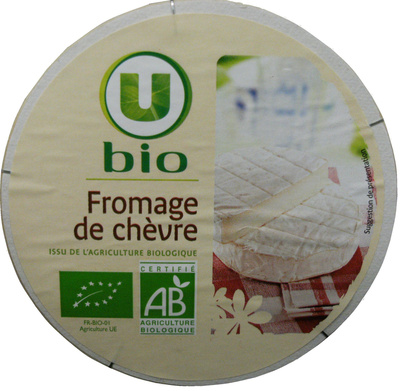 U
bio
Fromage
de chèvre
ISSU DE L'AGRICULTURE BIOLOGIQUE
CERTIFIÉ
AB
AGRICULTURE
BIOLOGIQUE
FR-BIO-01
Agriculture UE
Suggestion de présentation